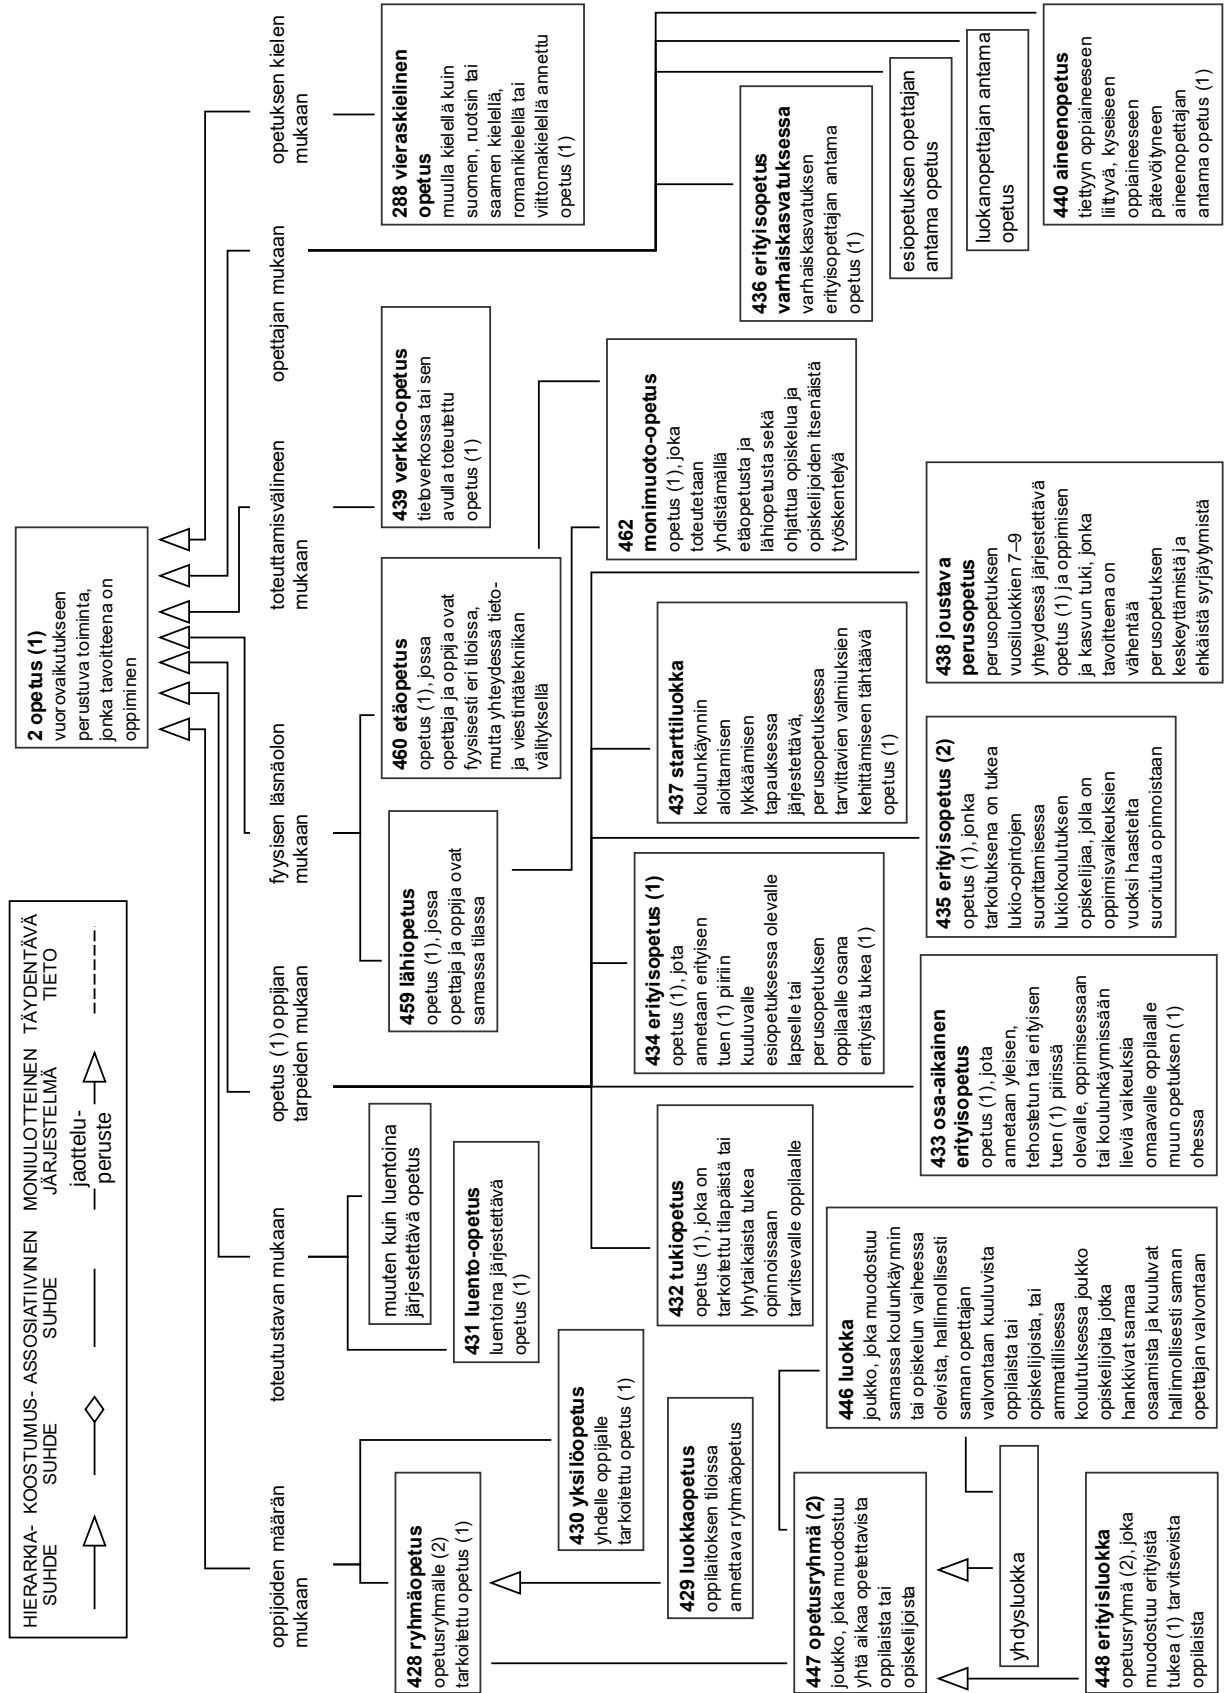 HIERARKIA-
SUHDE
KOOSTUMUS-
SUHDE
ASSOSIATIIVINEN
SUHDE
MONIULOTTEINEN
JÄRJESTELMÄ
jaottelu-
peruste
TÄYDENTÄVÄ
TIETO
2 opetus (1)
vuorovaikutukseen
perustuva toiminta,
jonka tavoitteena on
oppiminen
oppijoiden määrän
mukaan
toteutustavan mukaan
opetus (1) oppijan
tarpeiden mukaan
fyysisen läsnäolon
mukaan
toteuttamisvälineen
mukaan
opettajan mukaan
opetuksen kielen
mukaan
428 ryhmäopetus
opetusryhmälle (2)
tarkoitettu opetus (1)
430 yksilöopetus
yhdelle oppijalle
tarkoitettu opetus (1)
429 luokkaopetus
oppilaitoksen tiloissa
annettava ryhmäopetus
447 opetusryhmä (2)
joukko, joka muodostuu
yhtä aikaa opetettavista
oppilaista tai
opiskelijoista
446 luokka
joukko, joka muodostuu
samassa koulunkäynnin
tai opiskelun vaiheessa
olevista, hallinnollisesti
saman opettajan
valvontaan kuuluvista
oppilaista tai
opiskelijoista, tai
ammatillisessa
koulutuksessa joukko
opiskelijoita jotka
hankkivat samaa
osaamista ja kuuluvat
hallinnollisesti saman
opettajan valvontaan
yhdysluokka
448 erityisluokka
opetusryhmä (2), joka
muodostuu erityistä
tukea (1) tarvitsevista
oppilaista
muuten kuin luentoina
järjestettävä opetus
431 luento-opetus
luentoina järjestettävä
opetus (1)
432 tukiopetus
opetus (1), joka on
tarkoitettu tilapäistä tai
lyhytaikaista tukea
opinnoissaan
tarvitsevalle oppilaalle
433 osa-aikainen
erityisopetus
opetus (1), jota
annetaan yleisen,
tehostetun tai erityisen
tuen (1) piirissä
olevalle, oppimisessaan
tai koulunkäynnissään
lieviä vaikeuksia
omaavalle oppilaalle
muun opetuksen (1)
ohessa
434 erityisopetus (1)
opetus (1), jota
annetaan erityisen
tuen (1) piiriin
kuuluvalle
esiopetuksessa olevalle
lapselle tai
perusopetuksen
oppilaalle osana
erityistä tukea (1)
435 erityisopetus (2)
opetus (1), jonka
tarkoituksena on tukea
lukio-opintojen
suorittamisessa
lukiokoulutuksen
opiskelijaa, jolla on
oppimisvaikeuksien
vuoksi haasteita
suoriutua opinnoistaan
437 starttiluokka
koulunkäynnin
aloittamisen
lykkäämisen
tapauksessa
järjestettävä,
perusopetuksessa
tarvittavien valmiuksien
kehittämiseen tähtäävä
opetus (1)
438 joustava
perusopetus
perusopetuksen
vuosiluokkien 7–9
yhteydessä järjestettävä
opetus (1) ja oppimisen
ja kasvun tuki, jonka
tavoitteena on
vähentää
perusopetuksen
keskeyttämistä ja
ehkäistä syrjäytymistä
459 lähiopetus
opetus (1), jossa
opettaja ja oppija ovat
samassa tilassa
460 etäopetus
opetus (1), jossa
opettaja ja oppija ovat
fyysisesti eri tiloissa,
mutta yhteydessä tieto-
ja viestintätekniikan
välityksellä
462
monimuoto-opetus
opetus (1), joka
toteutetaan
yhdistämällä
etäopetusta ja
lähiopetusta sekä
ohjattua opiskelua ja
opiskelijoiden itsenäistä
työskentelyä
439 verkko-opetus
tietoverkossa tai sen
avulla toteutettu
opetus (1)
436 erityisopetus
varhaiskasvatuksessa
varhaiskasvatuksen
erityisopettajan antama
opetus (1)
esiopetuksen opettajan
antama opetus
luokanopettajan antama
opetus
440 aineenopetus
tiettyyn oppiaineeseen
liittyvä, kyseiseen
oppiaineeseen
pätevöityneen
aineenopettajan
antama opetus (1)
288 vieraskielinen
opetus
muulla kielellä kuin
suomen, ruotsin tai
saamen kielellä,
romanikielellä tai
viittomakielellä annettu
opetus (1)